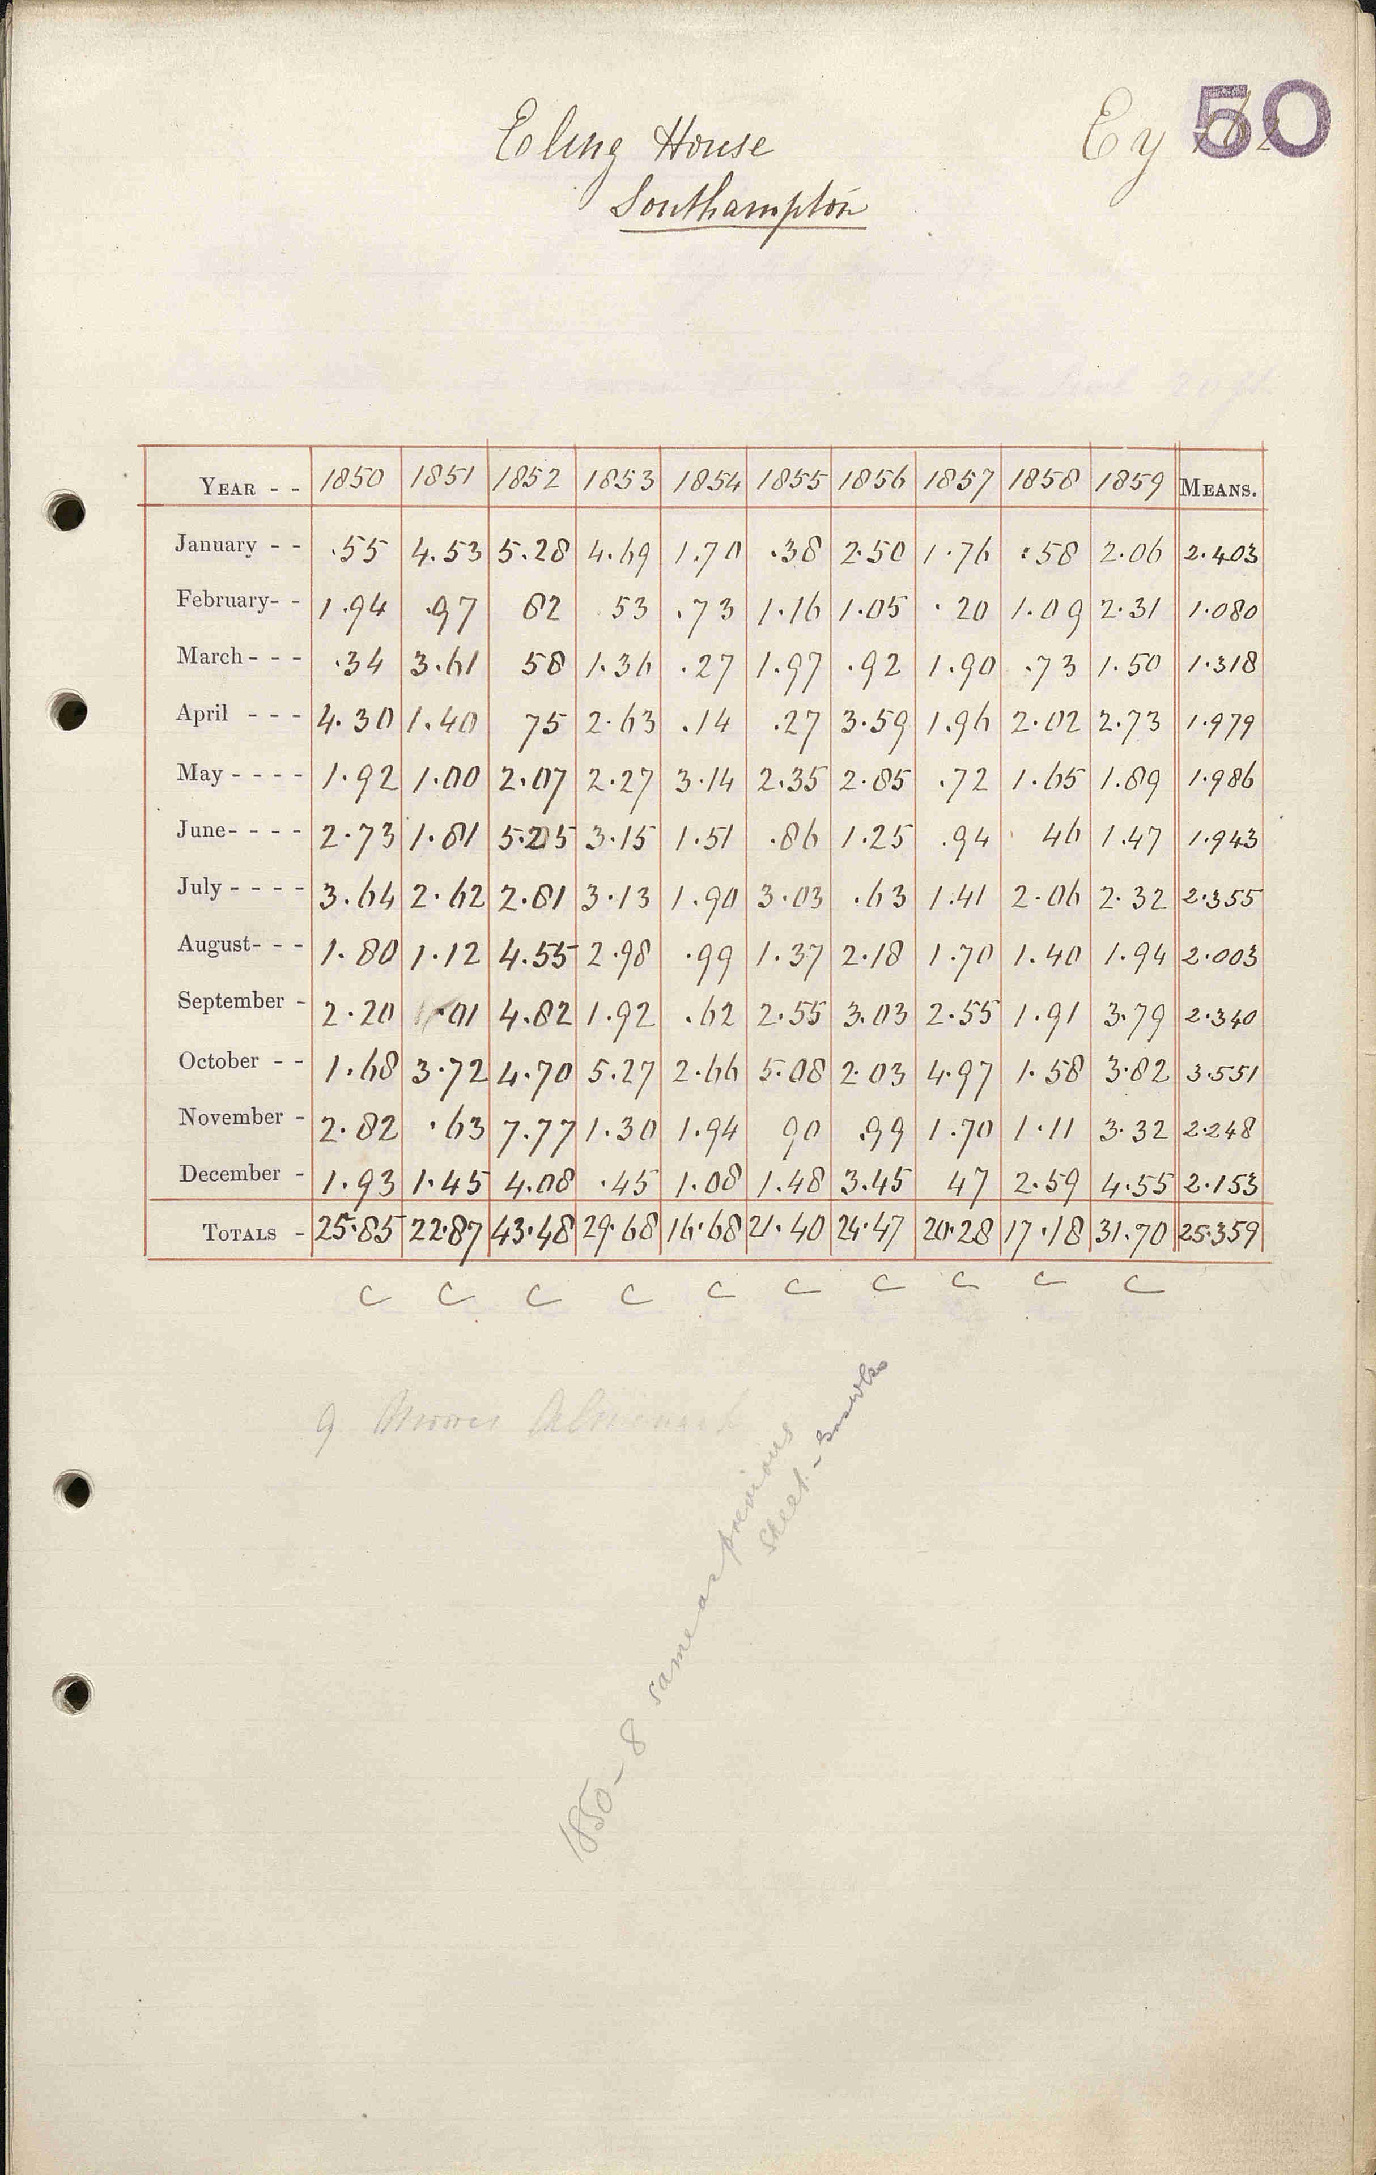 Eling House
Southampton
Ey 50
YEAR - - 1850 1851 1852 1853 1854 1855 1856 1857 1858 1859 MEANS.
January - - .55 4.53 5.28 4.69 1.70 .38 2.50 1.76 .58 2.06 2.403
February- - 1.94 .97 82 53 .73 1.16 1.05 .20 1.09 2.31 1.080
March - - - .34 3.61 58 1.36 .27 1.97 .92 1.90 .73 1.50 1.318
April - - - 4.30 1.40 75 2.63 .14 .27 3.59 1.96 2.02 2.73 1.979
May - - - - 1.92 1.00 2.07 2.27 3.14 2.35 2.85 .72 1.65 1.89 1.986
June- - - - 2.73 1.81 5.25 3.15 1.51 .86 1.25 .94 46 1.47 1.943
July - - - - 3.64 2.62 2.81 3.13 1.90 3.03 .63 1.41 2.06 2.32 2.355
August- - - 1.80 1.12 4.55 2.98 .99 1.37 2.18 1.70 1.40 1.94 2.003
September - 2.20 .01 4.82 1.92 .62 2.55 3.03 2.55 1.91 3.79 2.340
October - - 1.68 3.72 4.70 5.27 2.66 5.08 2.03 4.97 1.58 3.82 3.551
November - 2.82 .63 7.77 1.30 1.94 90 .99 1.70 1.11 3.32 2.248
December - 1.93 1.45 4.08 .45 1.08 1.48 3.45 47 2.59 4.55 2.153
TOTALS - 25.85 22.87 43.48 29.68 16.68 21.40 24.47 20.28 17.18 31.70 25.359
C C C C C C C C C C
1850-8 same as previous
sheet -